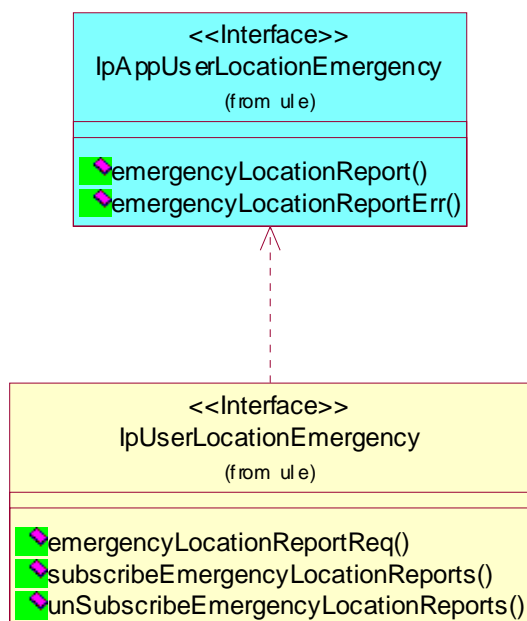 <<Interface>>
IpAppUserLocationEmergency
(from ule)
emergencyLocationReport()
emergencyLocationReportErr()
<<Interface>>
IpUserLocationEmergency
(from ule)
emergencyLocationReportReq()
subscribeEmergencyLocationReports()
unSubscribeEmergencyLocationReports()